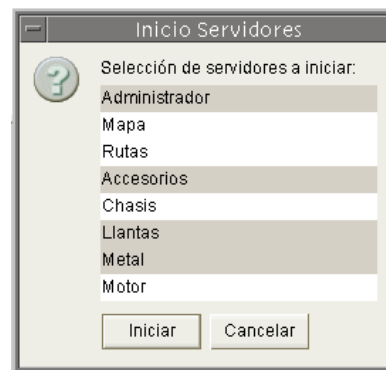 Inicio Servidores
Selección de servidores a iniciar:
Administrador
Mapa
Rutas
Accesorios
Chasis
Llantas
Metal
Motor
Iniciar Cancelar